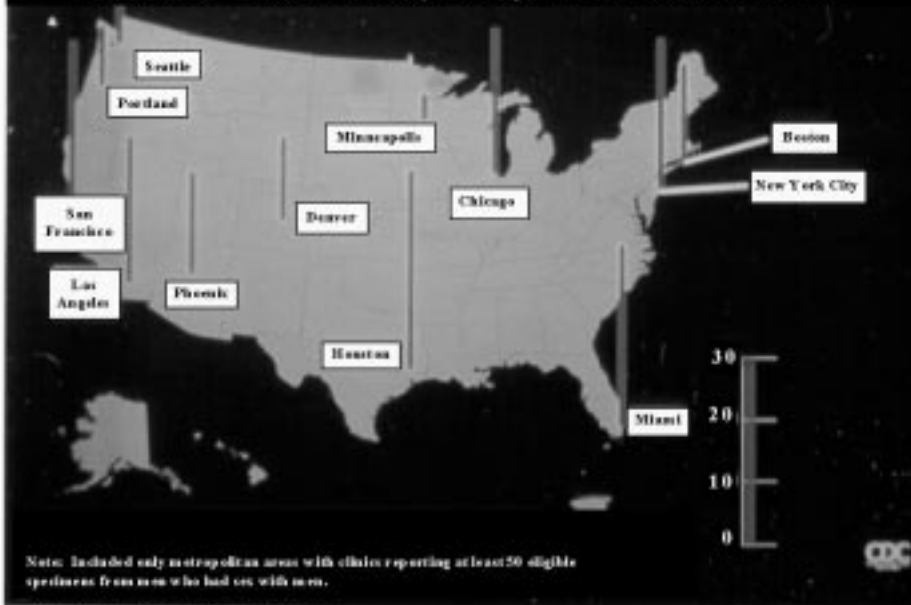 Seattle
Portland
Minneapolis
Boston
New York City
Chicago
San
Francisco
Denver
Los
Angeles
Phoenix
Houston
30
Miami
20
10
0
Note: Included only metropolitan areas with clinics reporting at least 50 eligible
specimens from men who had sex with men.
CDC